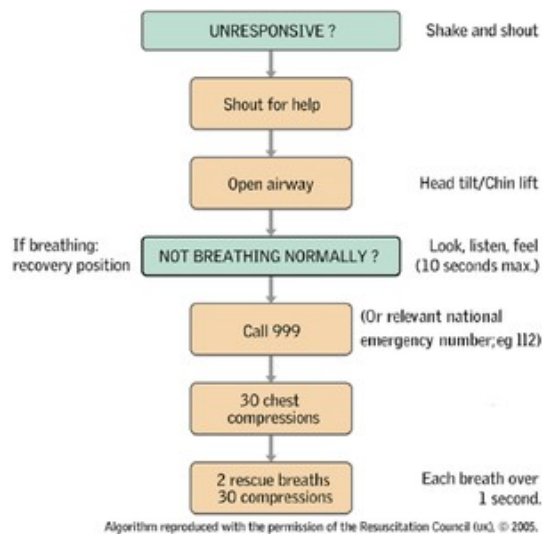 UNRESPONSIVE ?
Shake and shout
Shout for help
Open airway
Head tilt/Chin lift
If breathing:
recovery position
NOT BREATHING NORMALLY ?
Look, listen, feel
(10 seconds max.)
Call 999
(Or relevant national
emergency number; eg 112)
30 chest
compressions
2 rescue breaths
30 compressions
Each breath over
1 second.
Algorithm reproduced with the permission of the Resuscitation Council (UK), © 2005.